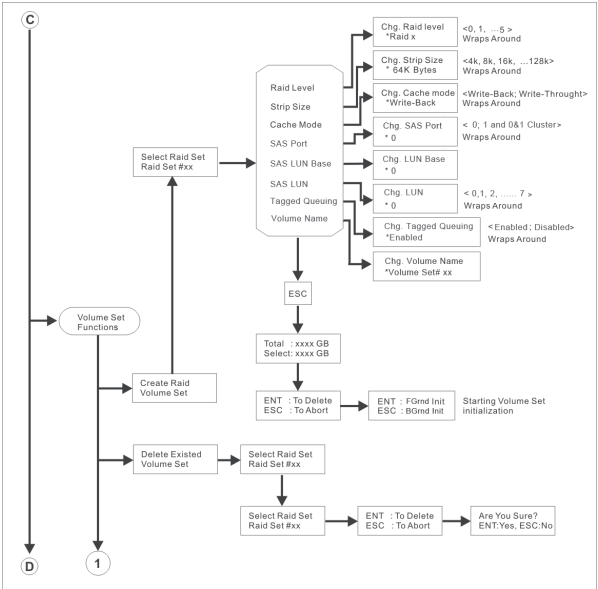 C
Chg. Raid level
*Raid x
<0, 1, ...5 >
Wraps Around
Chg. Strip Size
* 64K Bytes
<4k, 8k, 16k, ...128k>
Wraps Around
Chg. Cache mode
*Write-Back
<Write-Back; Write-Throught>
Wraps Around
Chg. SAS Port
* 0
< 0; 1 and 0&1 Cluster>
Wraps Around
Chg. LUN Base
* 0
Chg. LUN
* 0
< 0,1, 2, ...... 7 >
Wraps Around
Chg. Tagged Queuing
*Enabled
<Enabled; Disabled>
Wraps Around
Chg. Volume Name
*Volume Set# xx
Raid Level
Strip Size
Cache Mode
SAS Port
SAS LUN Base
SAS LUN
Tagged Queuing
Volume Name
Select Raid Set
Raid Set #xx
ESC
Volume Set
Functions
Total : xxxx GB
Select: xxxx GB
Create Raid
Volume Set
ENT : To Delete
ESC : To Abort
ENT : FGrnd Init
ESC : BGrnd Init
Starting Volume Set
initialization
Delete Existed
Volume Set
Select Raid Set
Raid Set #xx
Select Raid Set
Raid Set #xx
ENT : To Delete
ESC : To Abort
Are You Sure?
ENT:Yes, ESC:No
D
1